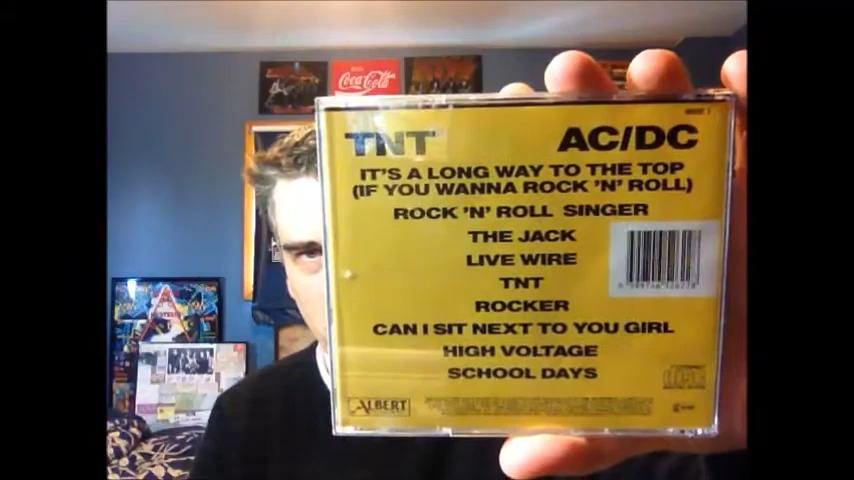 Coca-Cola
TNT AC/DC
IT'S A LONG WAY TO THE TOP
(IF YOU WANNA ROCK 'N' ROLL)
ROCK 'N' ROLL SINGER
THE JACK
LIVE WIRE
TNT
ROCKER
CAN I SIT NEXT TO YOU GIRL
HIGH VOLTAGE
SCHOOL DAYS
ALBERT